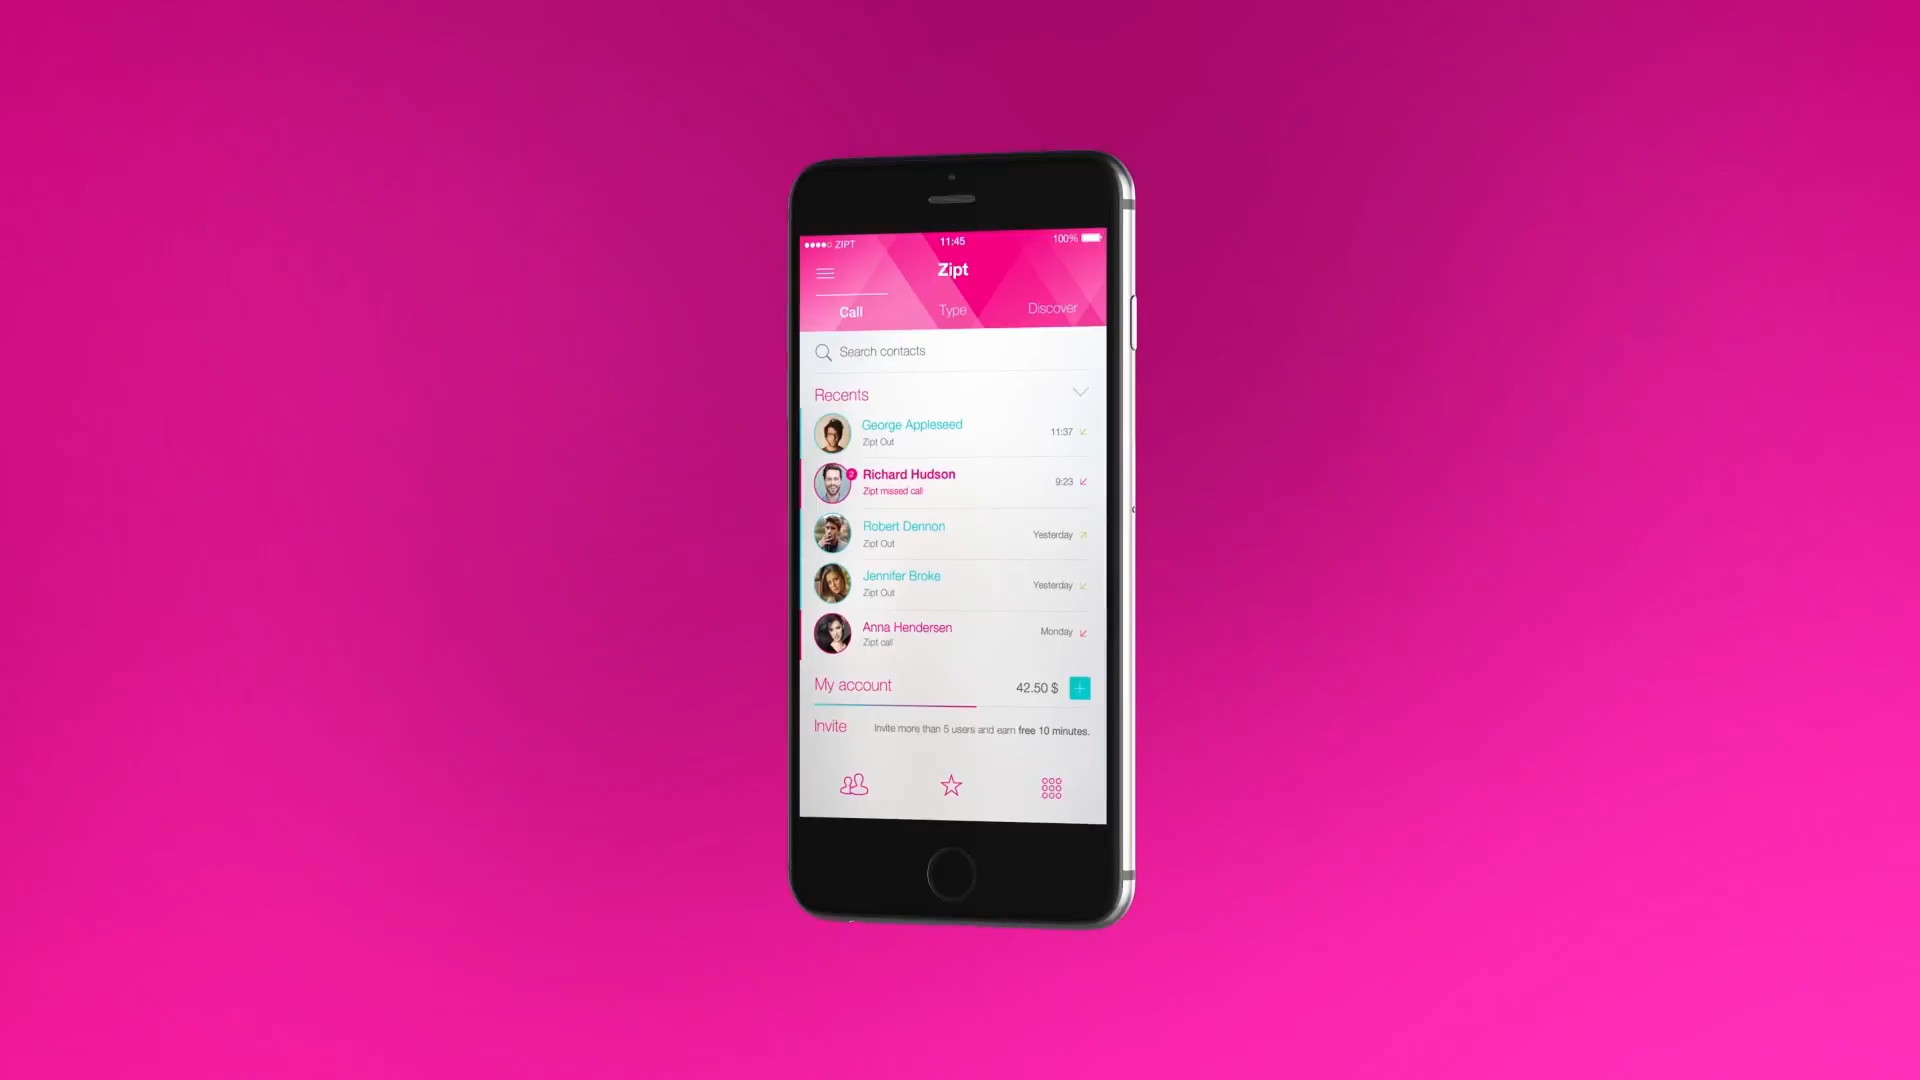 ZIPT 11:45 100%
Zipt
Call Type Discover
Search contacts
Recents
George Appleseed
Zipt Out
11:37
2
Richard Hudson
Zipt missed call
9:23
Robert Dennon
Zipt Out
Yesterday
Jennifer Broke
Zipt Out
Yesterday
Anna Hendersen
Zipt call
Monday
My account 42.50 $
Invite Invite more than 5 users and earn free 10 minutes.